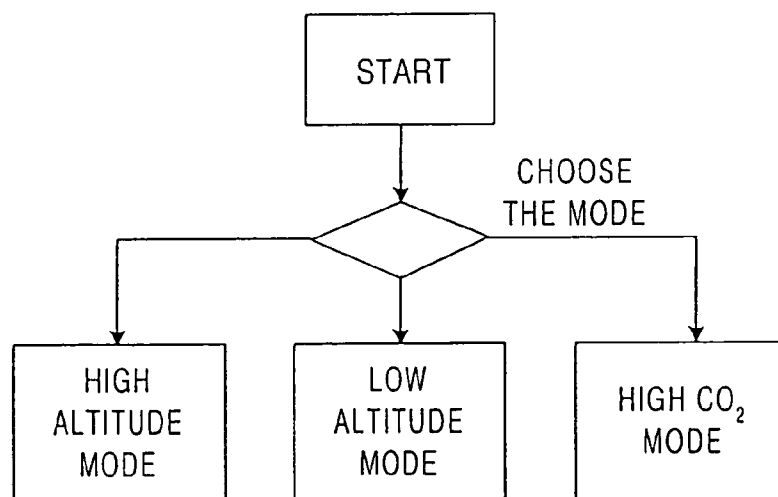 START
CHOOSE
THE MODE
HIGH
ALTITUDE
MODE
LOW
ALTITUDE
MODE
HIGH CO₂
MODE